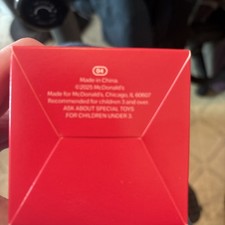 84
Made in China
©2025 McDonald's
Made for McDonald's, Chicago, IL 60607
Recommended for children 3 and over.
ASK ABOUT SPECIAL TOYS
FOR CHILDREN UNDER 3.